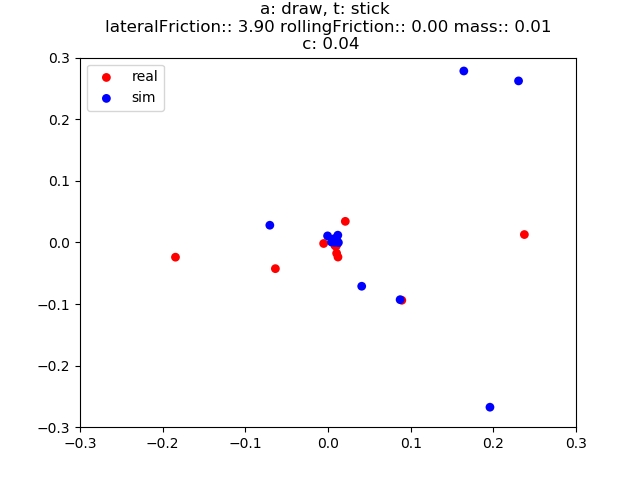 a: draw, t: stick
lateralFriction:: 3.90 rollingFriction:: 0.00 mass:: 0.01
c: 0.04
real
sim
0.3
0.2
0.1
0.0
−0.1
−0.2
−0.3
−0.3
−0.2
−0.1
0.0
0.1
0.2
0.3